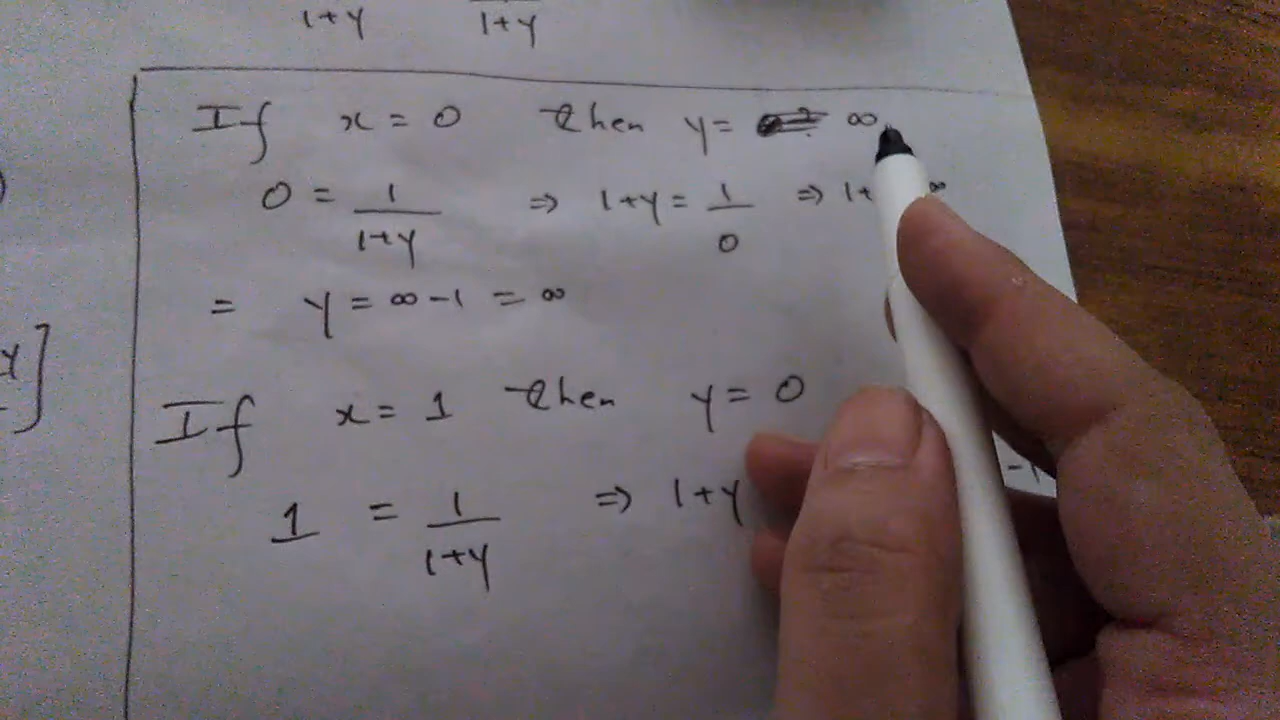 1+y 1+y
If x = 0 then y = ∞
0 = 1/(1+y) ⇒ 1+y = 1/0 ⇒ 1+ ∞
= y = ∞ -1 = ∞
y]
If x = 1 then y = 0
-1
1 = 1/(1+y) ⇒ 1+y